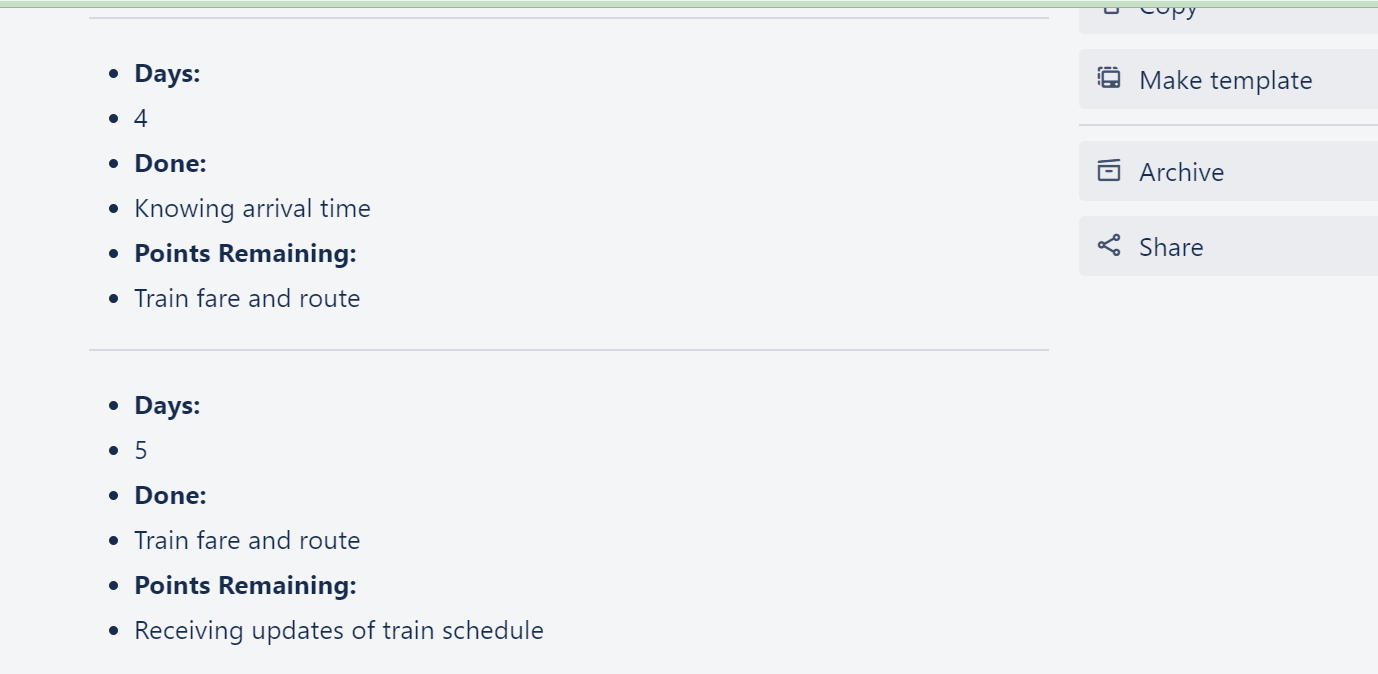 Copy
Days:
4
Done:
Knowing arrival time
Points Remaining:
Train fare and route
Days:
5
Done:
Train fare and route
Points Remaining:
Receiving updates of train schedule
Make template
Archive
Share